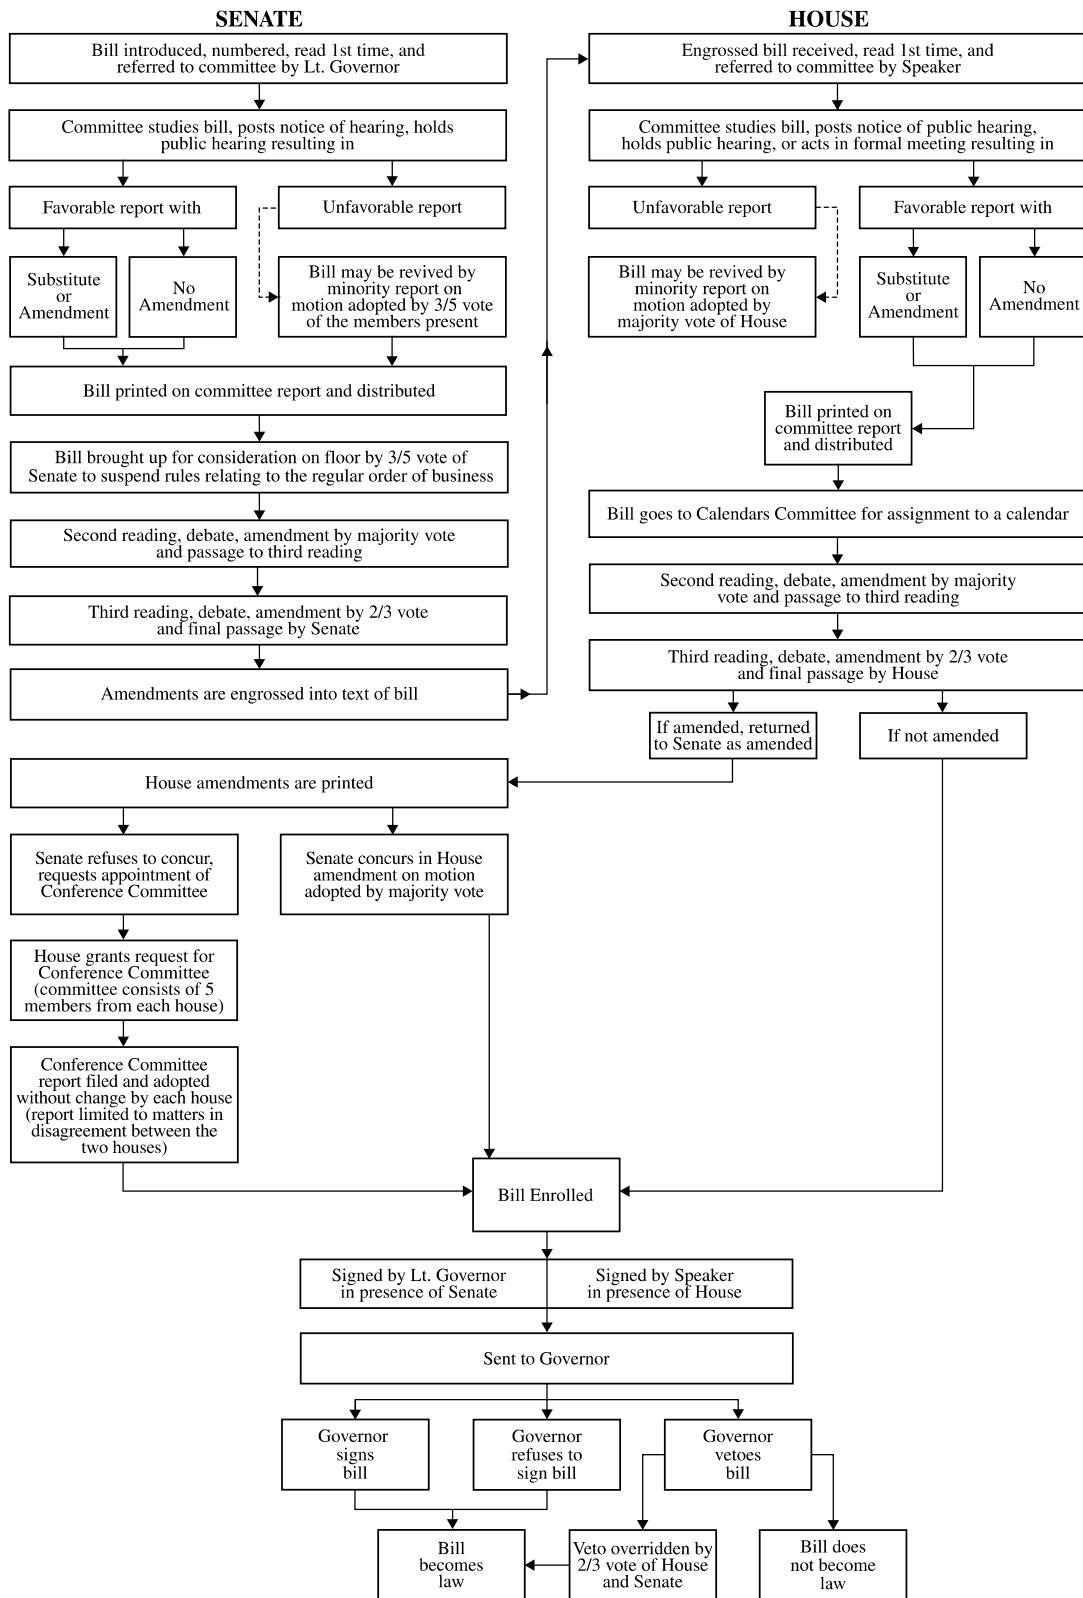 SENATE
Bill introduced, numbered, read 1st time, and
referred to committee by Lt. Governor
Committee studies bill, posts notice of hearing, holds
public hearing resulting in
Favorable report with
Unfavorable report
Substitute
or
Amendment
No
Amendment
Bill may be revived by
minority report on
motion adopted by 3/5 vote
of the members present
Bill printed on committee report and distributed
Bill brought up for consideration on floor by 3/5 vote of
Senate to suspend rules relating to the regular order of business
Second reading, debate, amendment by majority vote
and passage to third reading
Third reading, debate, amendment by 2/3 vote
and final passage by Senate
Amendments are engrossed into text of bill
HOUSE
Engrossed bill received, read 1st time, and
referred to committee by Speaker
Committee studies bill, posts notice of public hearing,
holds public hearing, or acts in formal meeting resulting in
Unfavorable report
Favorable report with
Bill may be revived by
minority report on
motion adopted by
majority vote of House
Substitute
or
Amendment
No
Amendment
Bill printed on
committee report
and distributed
Bill goes to Calendars Committee for assignment to a calendar
Second reading, debate, amendment by majority
vote and passage to third reading
Third reading, debate, amendment by 2/3 vote
and final passage by House
If amended, returned
to Senate as amended
If not amended
House amendments are printed
Senate refuses to concur,
requests appointment of
Conference Committee
Senate concurs in House
amendment on motion
adopted by majority vote
House grants request for
Conference Committee
(committee consists of 5
members from each house)
Conference Committee
report filed and adopted
without change by each house
(report limited to matters in
disagreement between the
two houses)
Bill Enrolled
Signed by Lt. Governor
in presence of Senate
Signed by Speaker
in presence of House
Sent to Governor
Governor
signs
bill
Governor
refuses to
sign bill
Governor
vetoes
bill
Bill
becomes
law
Veto overridden by
2/3 vote of House
and Senate
Bill does
not become
law